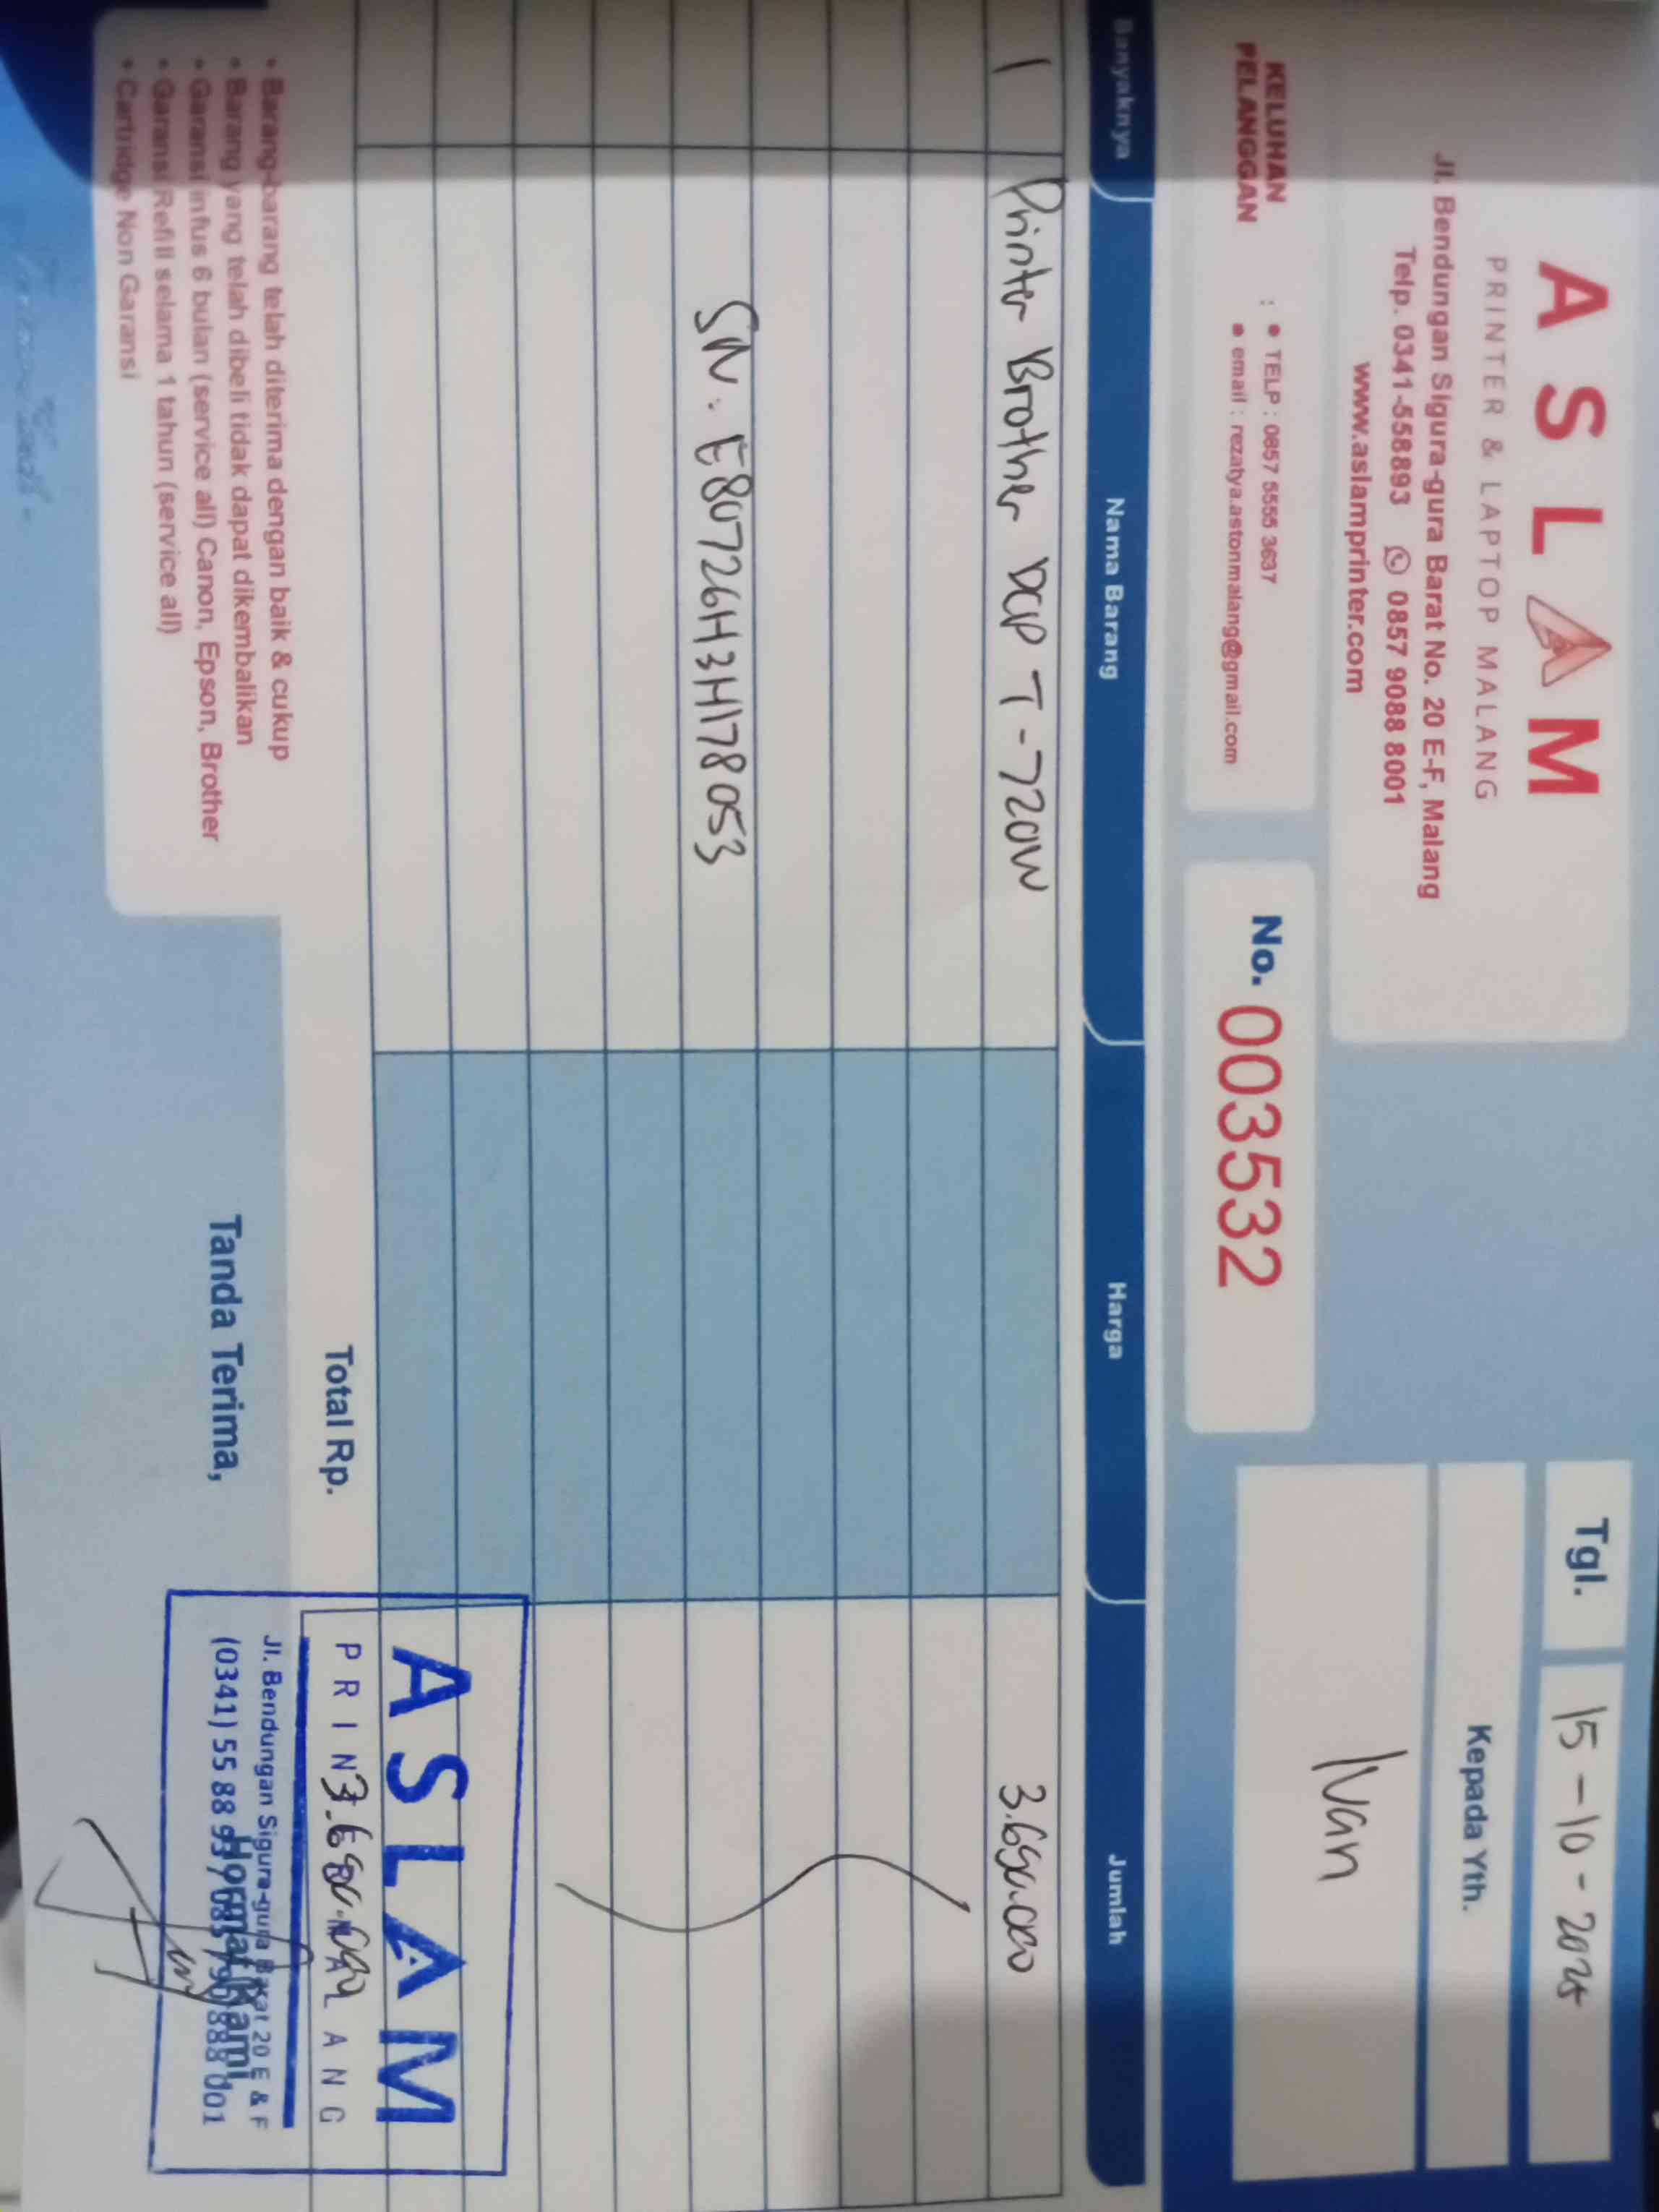 ASLAM
PRINTER & LAPTOP MALANG
Jl. Bendungan Sigura-gura Barat No. 20 E-F, Malang
Telp. 0341-558893 0857 9088 8001
www.aslamprinter.com
Tgl. 15-10-2025
Kepada Yth.
Ivan
KELUHAN PELANGGAN : • TELP : 0857 5555 3637
• email : rezatya.astonmalang@gmail.com
No. 003532
Banyaknya Nama Barang Harga Jumlah
1 Printer Brother DCP T-720W 3.650.000
SN. E80726H3H178053
Total Rp. 3.650.000
• Barang-barang telah diterima dengan baik & cukup
• Barang yang telah dibeli tidak dapat dikembalikan
• Garansi infus 6 bulan (service all) Canon, Epson, Brother
• Garansi Refill selama 1 tahun (service all)
• Cartridge Non Garansi
Tanda Terima,
Hormat Kami,
ASLAM
PRINTER MALANG
Jl. Bendungan Sigura-gura Barat 20 E & F
(0341) 55 88 93 / 0857 9088 8001